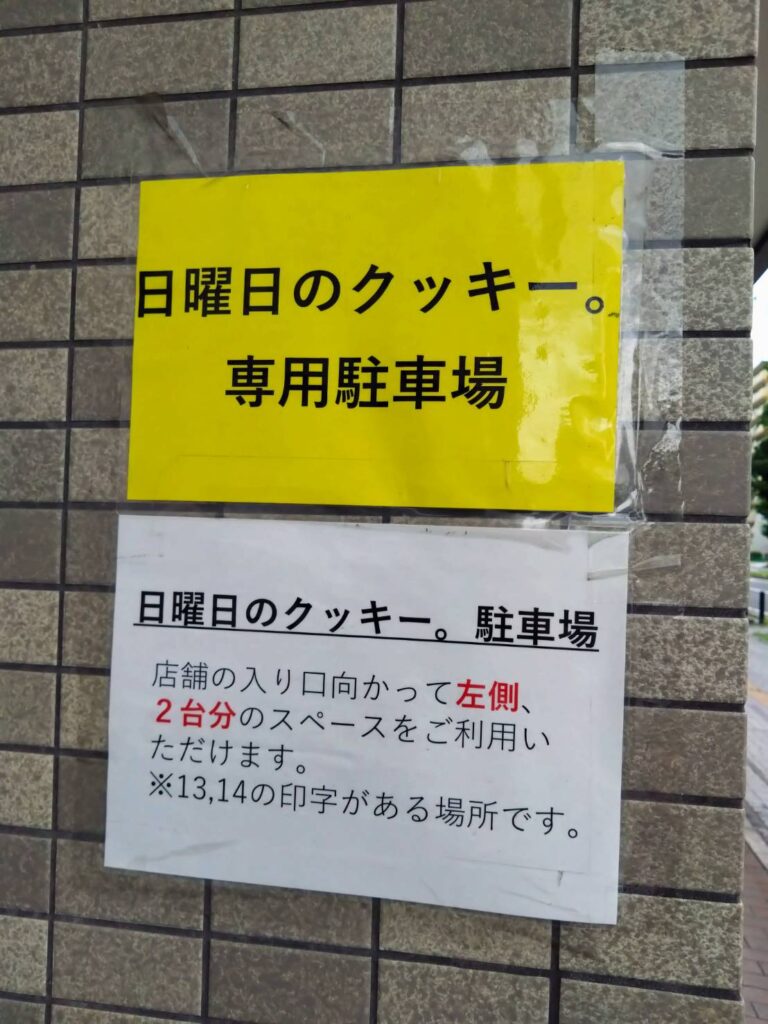 日曜日のクッキー。
専用駐車場
日曜日のクッキー。駐車場
店舗の入り口向かって左側、
２台分のスペースをご利用い
ただけます。
※13,14の印字がある場所です。